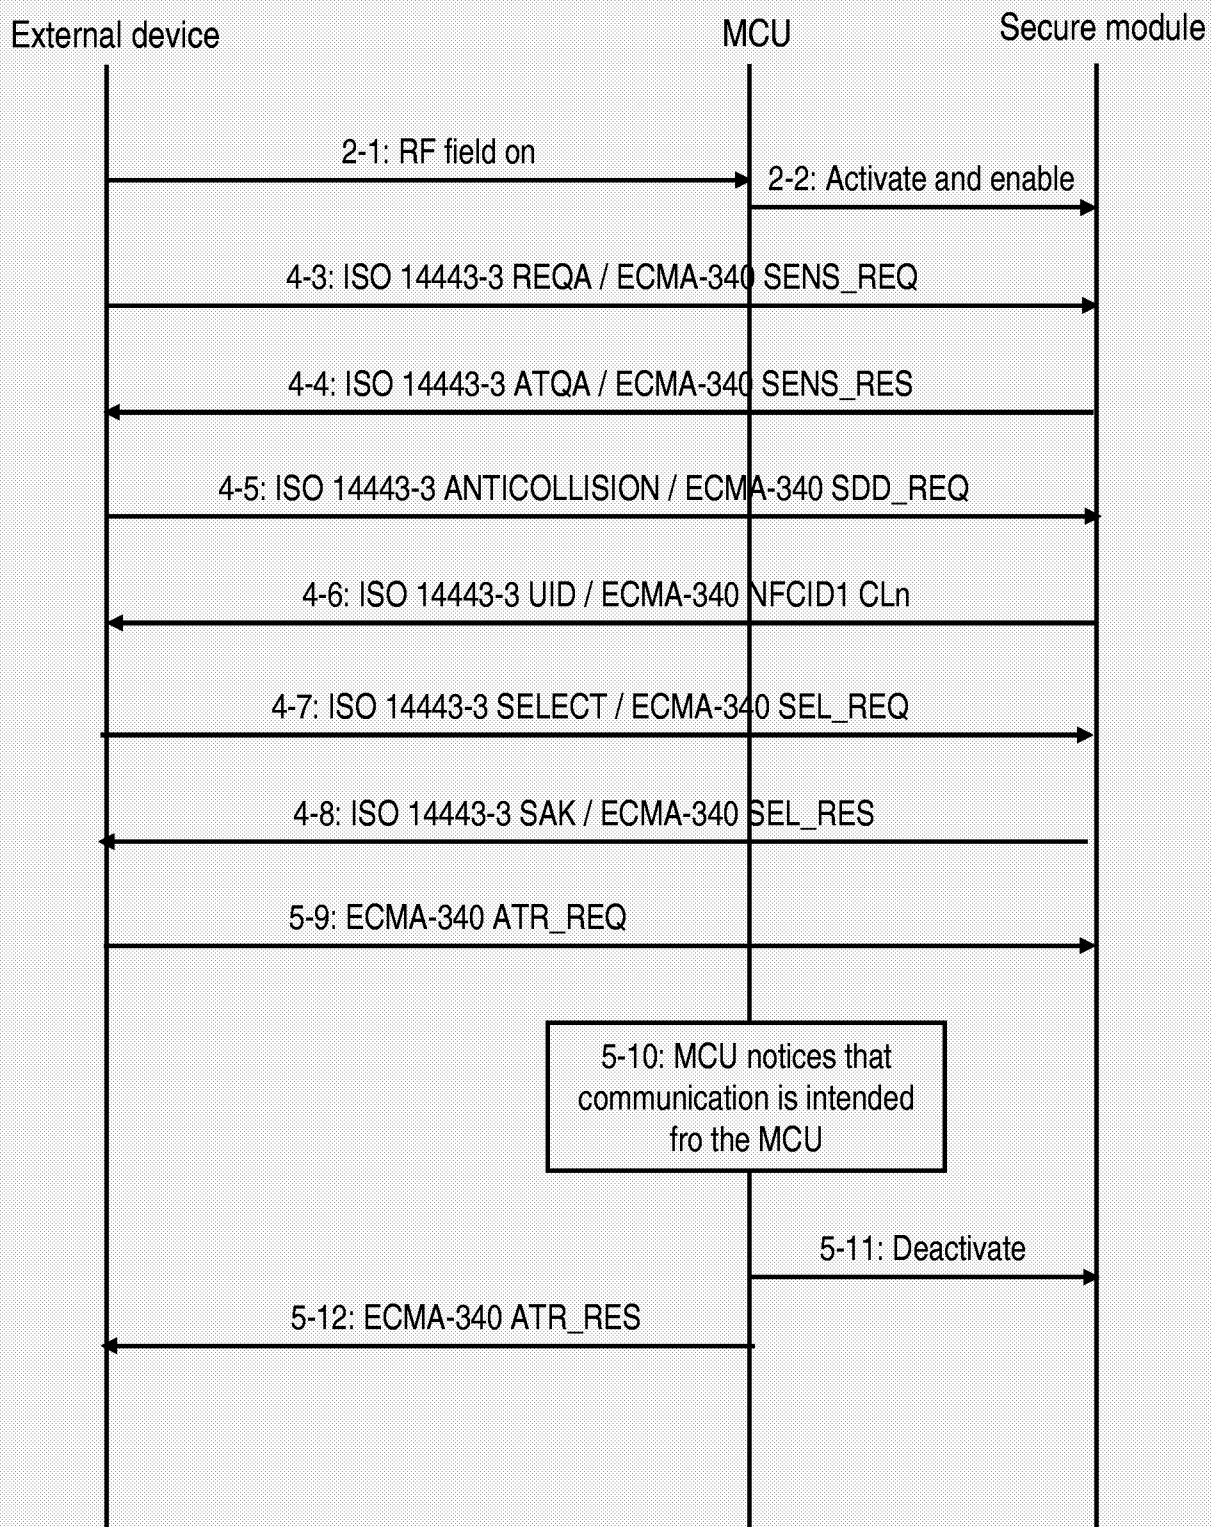 External device
MCU
Secure module
2-1: RF field on
2-2: Activate and enable
4-3: ISO 14443-3 REQA / ECMA-340 SENS_REQ
4-4: ISO 14443-3 ATQA / ECMA-340 SENS_RES
4-5: ISO 14443-3 ANTICOLLISION / ECMA-340 SDD_REQ
4-6: ISO 14443-3 UID / ECMA-340 NFCID1 CLn
4-7: ISO 14443-3 SELECT / ECMA-340 SEL_REQ
4-8: ISO 14443-3 SAK / ECMA-340 SEL_RES
5-9: ECMA-340 ATR_REQ
5-10: MCU notices that
communication is intended
fro the MCU
5-11: Deactivate
5-12: ECMA-340 ATR_RES